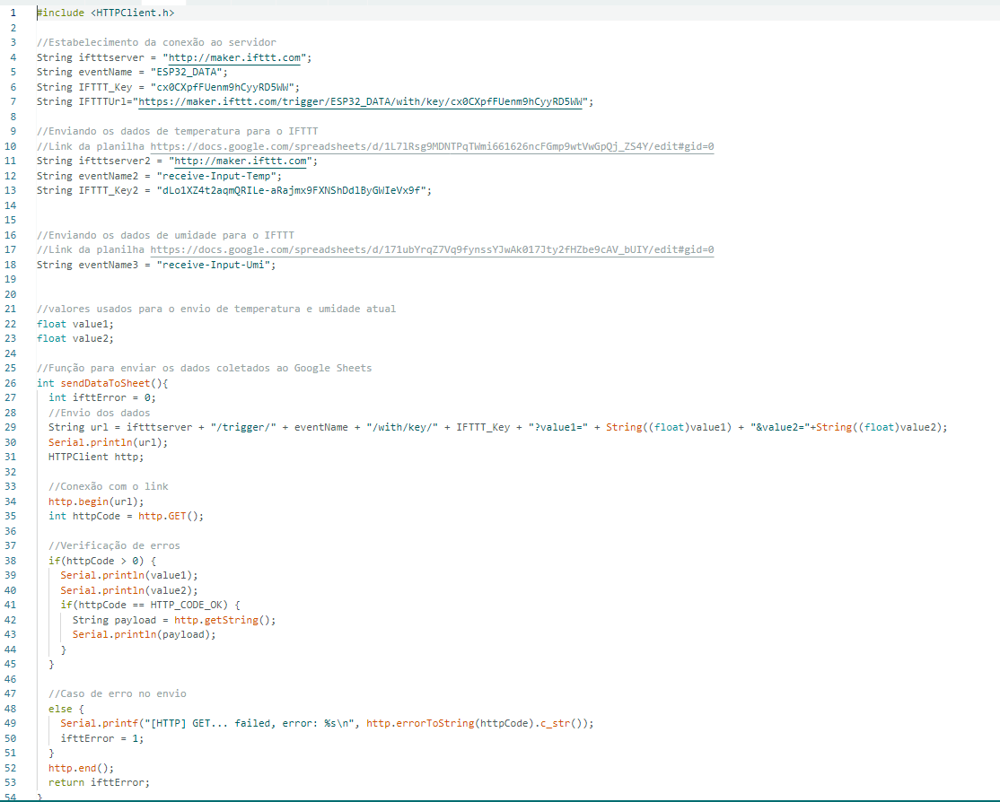 1 #include <HTTPClient.h>
2
3 //Estabelecimento da conexão ao servidor
4 String iftttserver = "http://maker.ifttt.com";
5 String eventName = "ESP32_DATA";
6 String IFTTT_Key = "cx0CXpfFUenm9hCyyRD5WW";
7 String IFTTTUrl="https://maker.ifttt.com/trigger/ESP32_DATA/with/key/cx0CXpfFUenm9hCyyRD5WW";
8
9 //Enviando os dados de temperatura para o IFTTT
10 //Link da planilha https://docs.google.com/spreadsheets/d/1L7lRsg9MDNTPqTWmi661626ncFGmp9wtVwGpQj_ZS4Y/edit#gid=0
11 String iftttserver2 = "http://maker.ifttt.com";
12 String eventName2 = "receive-Input-Temp";
13 String IFTTT_Key2 = "dLo1XZ4t2aqmQRILe-aRajmx9FXNShDdlByGWIeVx9f";
14
15
16 //Enviando os dados de umidade para o IFTTT
17 //Link da planilha https://docs.google.com/spreadsheets/d/171ubYrqZ7Vq9fynssYJwAk017Jty2fHZbe9cAV_bUIY/edit#gid=0
18 String eventName3 = "receive-Input-Umi";
19
20
21 //valores usados para o envio de temperatura e umidade atual
22 float value1;
23 float value2;
24
25 //Função para enviar os dados coletados ao Google Sheets
26 int sendDataToSheet(){
27 int ifttError = 0;
28 //Envio dos dados
29 String url = iftttserver + "/trigger/" + eventName + "/with/key/" + IFTTT_Key + "?value1=" + String((float)value1) + "&value2="+String((float)value2);
30 Serial.println(url);
31 HTTPClient http;
32
33 //Conexão com o link
34 http.begin(url);
35 int httpCode = http.GET();
36
37 //Verificação de erros
38 if(httpCode > 0) {
39 Serial.println(value1);
40 Serial.println(value2);
41 if(httpCode == HTTP_CODE_OK) {
42 String payload = http.getString();
43 Serial.println(payload);
44 }
45 }
46
47 //Caso de erro no envio
48 else {
49 Serial.printf("[HTTP] GET... failed, error: %s\n", http.errorToString(httpCode).c_str());
50 ifttError = 1;
51 }
52 http.end();
53 return ifttError;
54 }